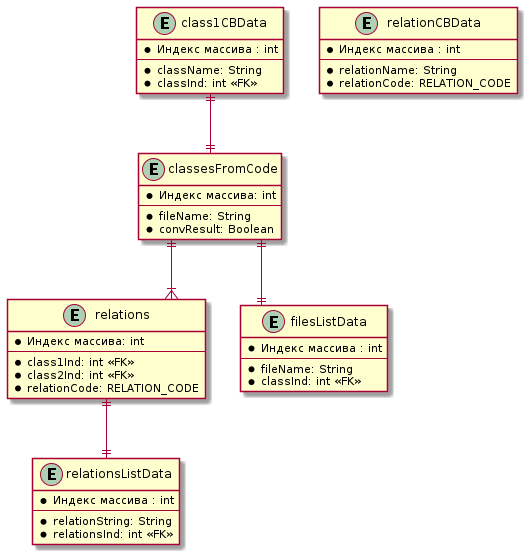 E class1CBData
Индекс массива : int
className: String
classInd: int «FK»
E relationCBData
Индекс массива : int
relationName: String
relationCode: RELATION_CODE
E classesFromCode
Индекс массива: int
fileName: String
convResult: Boolean
E relations
Индекс массива: int
class1Ind: int «FK»
class2Ind: int «FK»
relationCode: RELATION_CODE
E filesListData
Индекс массива : int
fileName: String
classInd: int «FK»
E relationsListData
Индекс массива : int
relationString: String
relationsInd: int «FK»